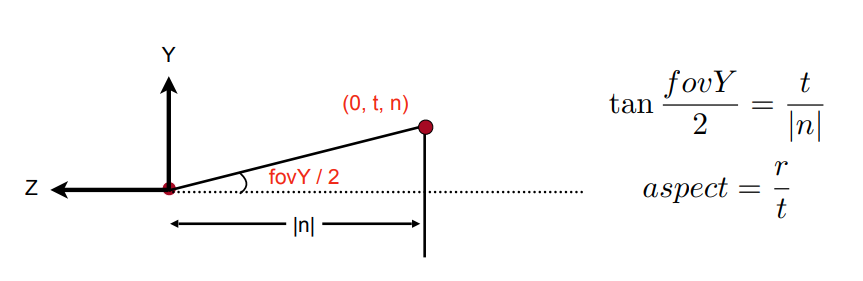 Y
(0, t, n)
fovY / 2
Z
|n|
tan fovY/2 = t/|n|
aspect = r/t